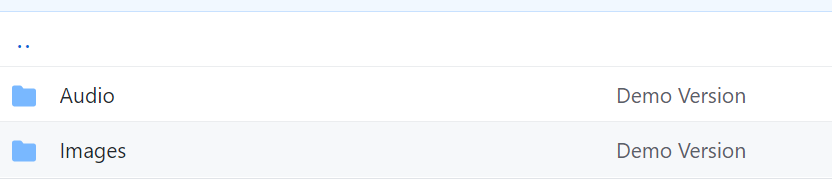 ..
Audio Demo Version
Images Demo Version